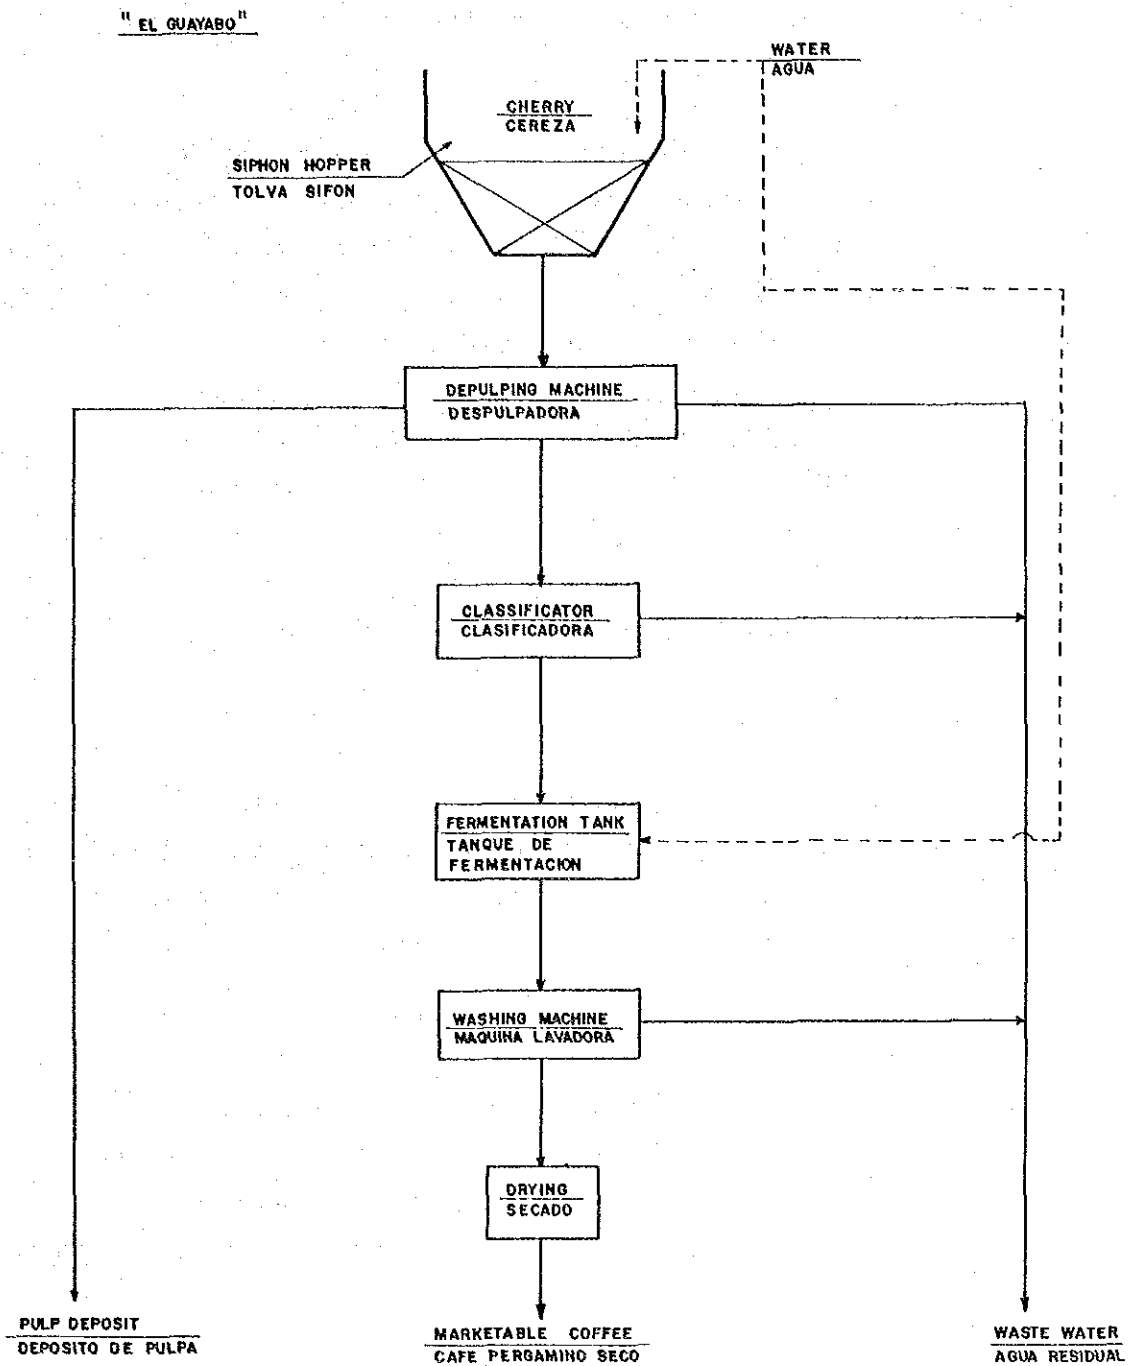 "EL GUAYABO"
WATER
AGUA
CHERRY
CEREZA
SIPHON HOPPER
TOLVA SIFON
DEPULPING MACHINE
DESPULPADORA
CLASSIFICATOR
CLASIFICADORA
FERMENTATION TANK
TANQUE DE
FERMENTACION
WASHING MACHINE
MAQUINA LAVADORA
DRYING
SECADO
PULP DEPOSIT
DEPOSITO DE PULPA
MARKETABLE COFFEE
CAFE PERGAMINO SECO
WASTE WATER
AGUA RESIDUAL